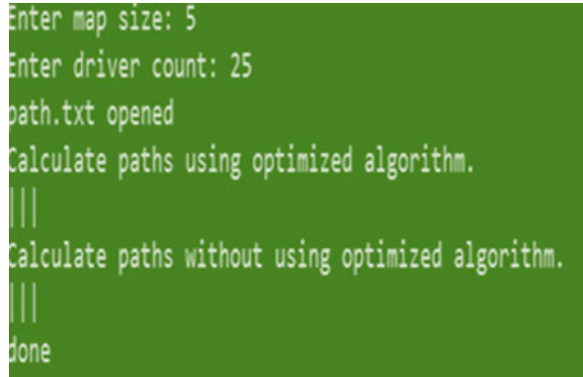 Enter map size: 5
Enter driver count: 25
path.txt opened
Calculate paths using optimized algorithm.
|||
Calculate paths without using optimized algorithm.
|||
done